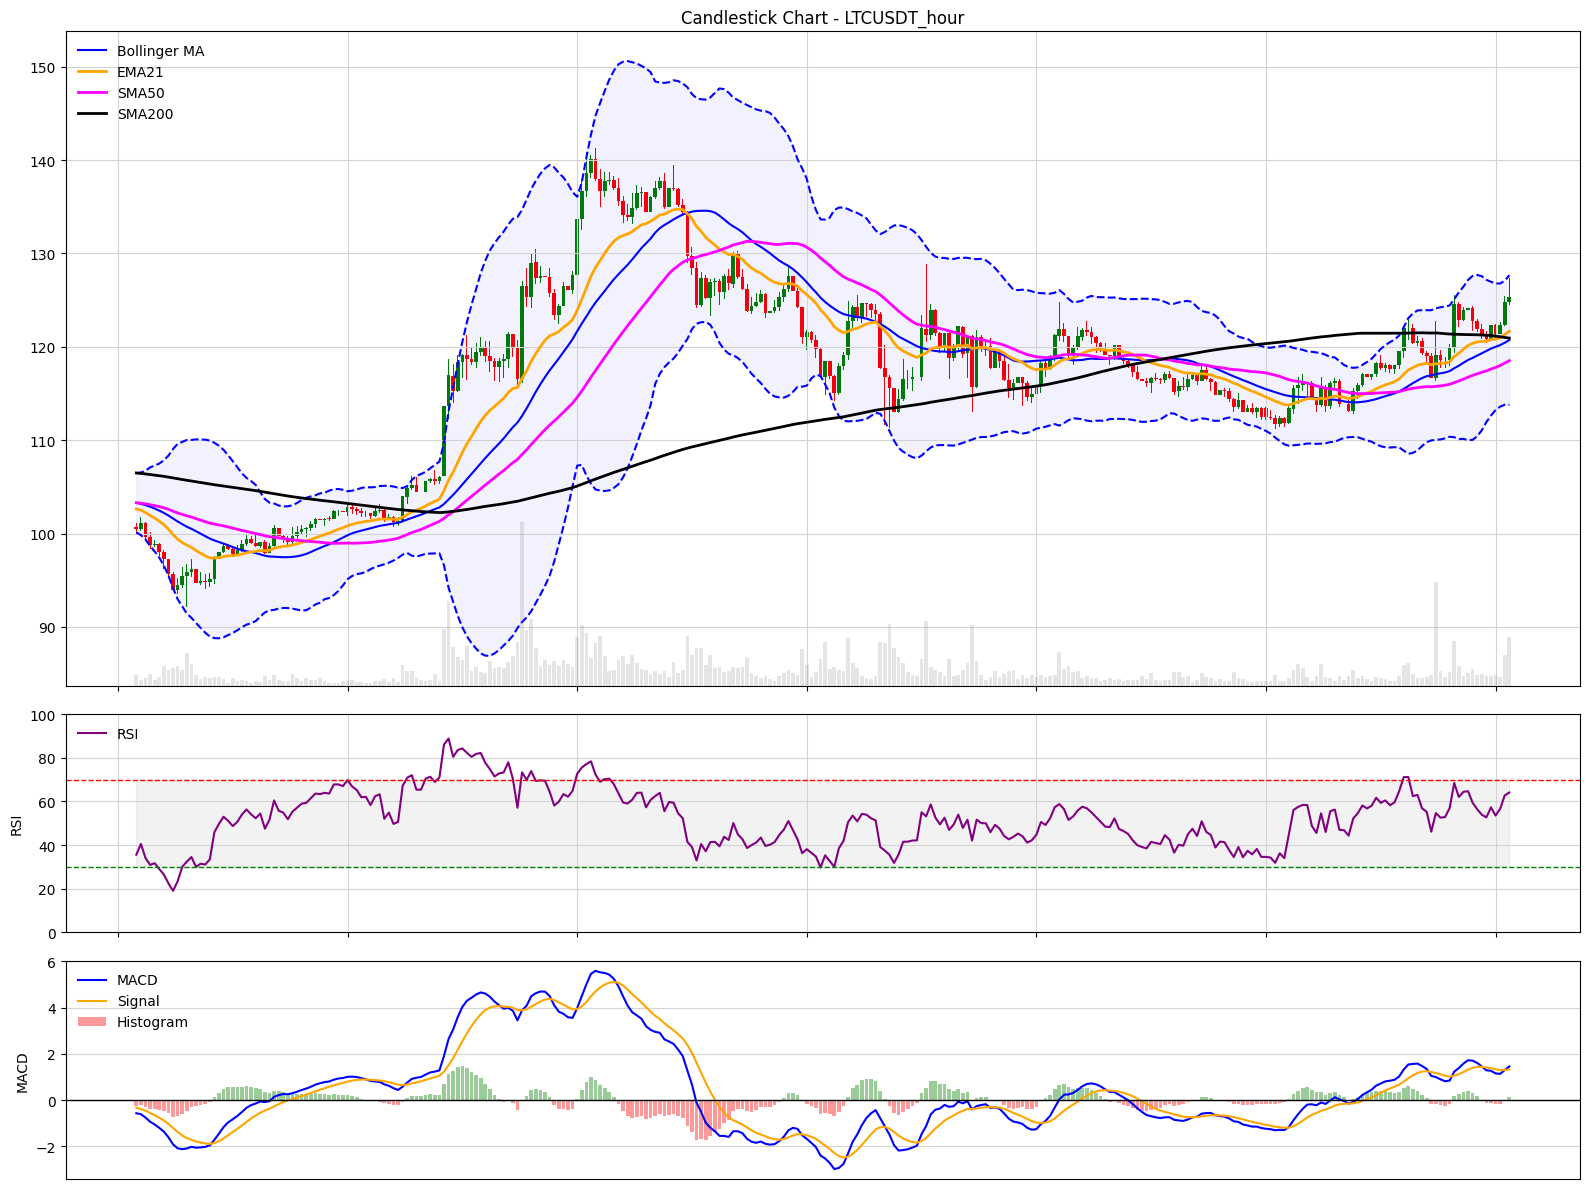 Candlestick Chart - LTCUSDT_hour
Bollinger MA
EMA21
SMA50
SMA200
150
140
130
120
110
100
90
RSI
100
80
60
40
20
0
RSI
MACD
Signal
Histogram
6
4
2
0
−2
MACD